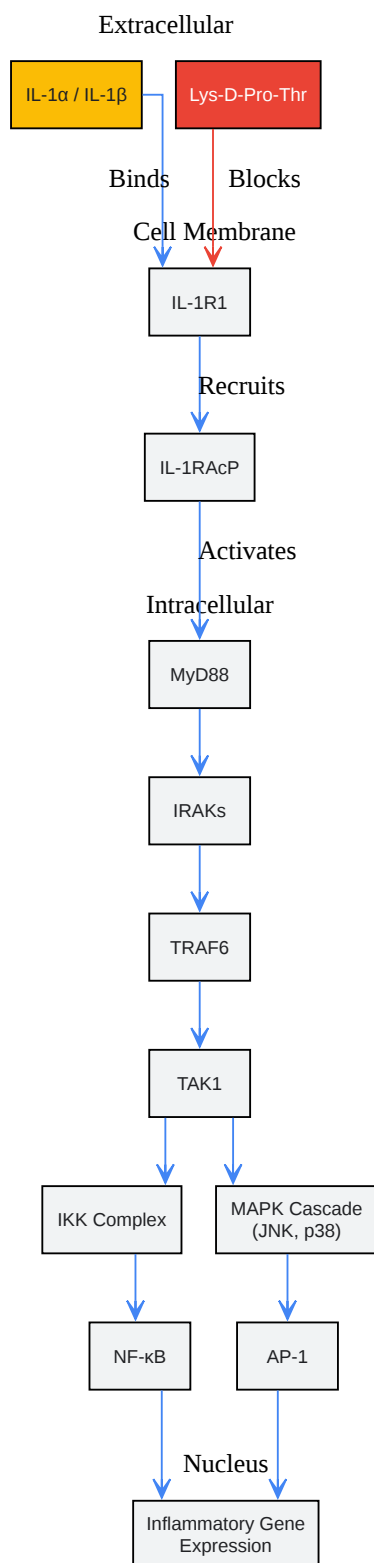 Extracellular
IL-1α / IL-1β
Lys-D-Pro-Thr
Binds
Blocks
Cell Membrane
IL-1R1
Recruits
IL-1RAcP
Activates
Intracellular
MyD88
IRAKs
TRAF6
TAK1
IKK Complex
MAPK Cascade
(JNK, p38)
NF-κB
AP-1
Nucleus
Inflammatory Gene
Expression